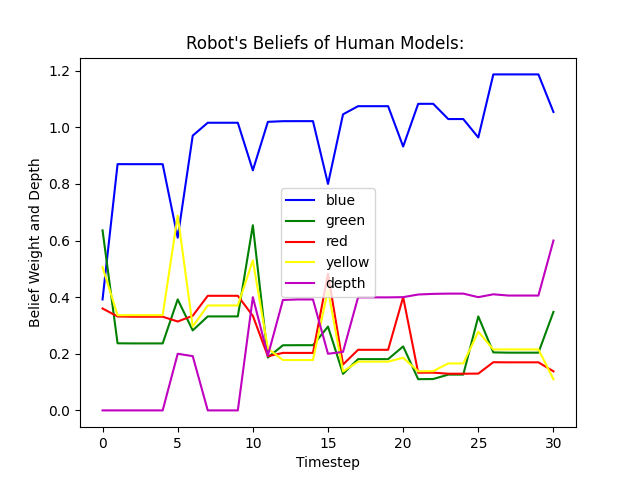 Robot's Beliefs of Human Models:
Belief Weight and Depth
1.2
1.0
0.8
0.6
0.4
0.2
0.0
blue
green
red
yellow
depth
0 5 10 15 20 25 30
Timestep